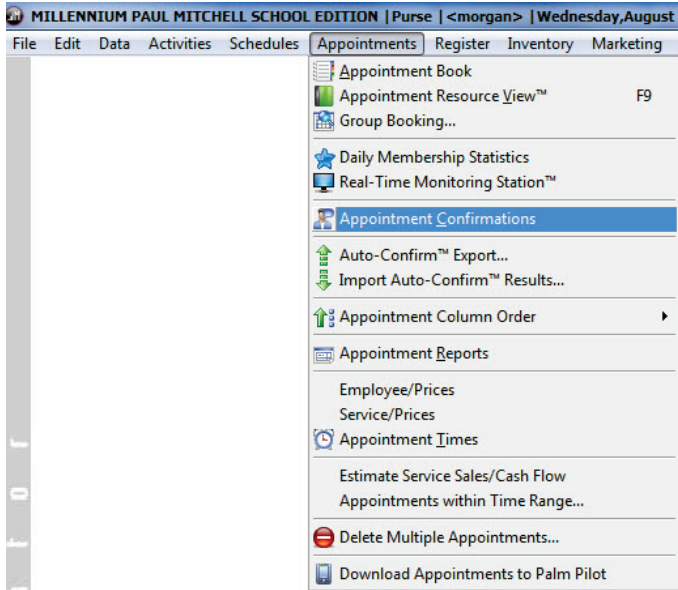 MILLENNIUM PAUL MITCHELL SCHOOL EDITION | Purse | <morgan> | Wednesday,August
File Edit Data Activities Schedules Appointments Register Inventory Marketing
Appointment Book
Appointment Resource View™ F9
Group Booking...
Daily Membership Statistics
Real-Time Monitoring Station™
Appointment Confirmations
Auto-Confirm™ Export...
Import Auto-Confirm™ Results...
Appointment Column Order
Appointment Reports
Employee/Prices
Service/Prices
Appointment Times
Estimate Service Sales/Cash Flow
Appointments within Time Range...
Delete Multiple Appointments...
Download Appointments to Palm Pilot